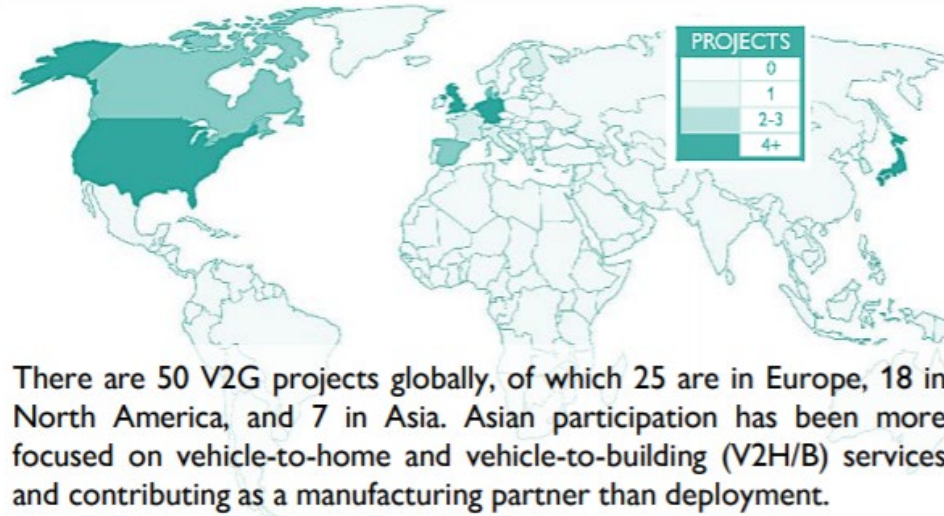 PROJECTS
0
1
2-3
4+
There are 50 V2G projects globally, of which 25 are in Europe, 18 in
North America, and 7 in Asia. Asian participation has been more
focused on vehicle-to-home and vehicle-to-building (V2H/B) services
and contributing as a manufacturing partner than deployment.